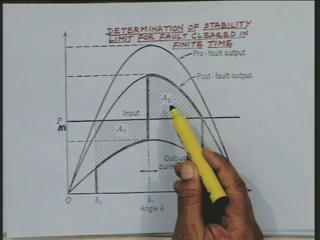 DETERMINATION OF STABILITY
LIMIT FOR FAULT CLEARED IN
FINITE TIME
Pre-fault output
Post-fault output
A2
P
m
Input
A1
Output
O
Angle δ